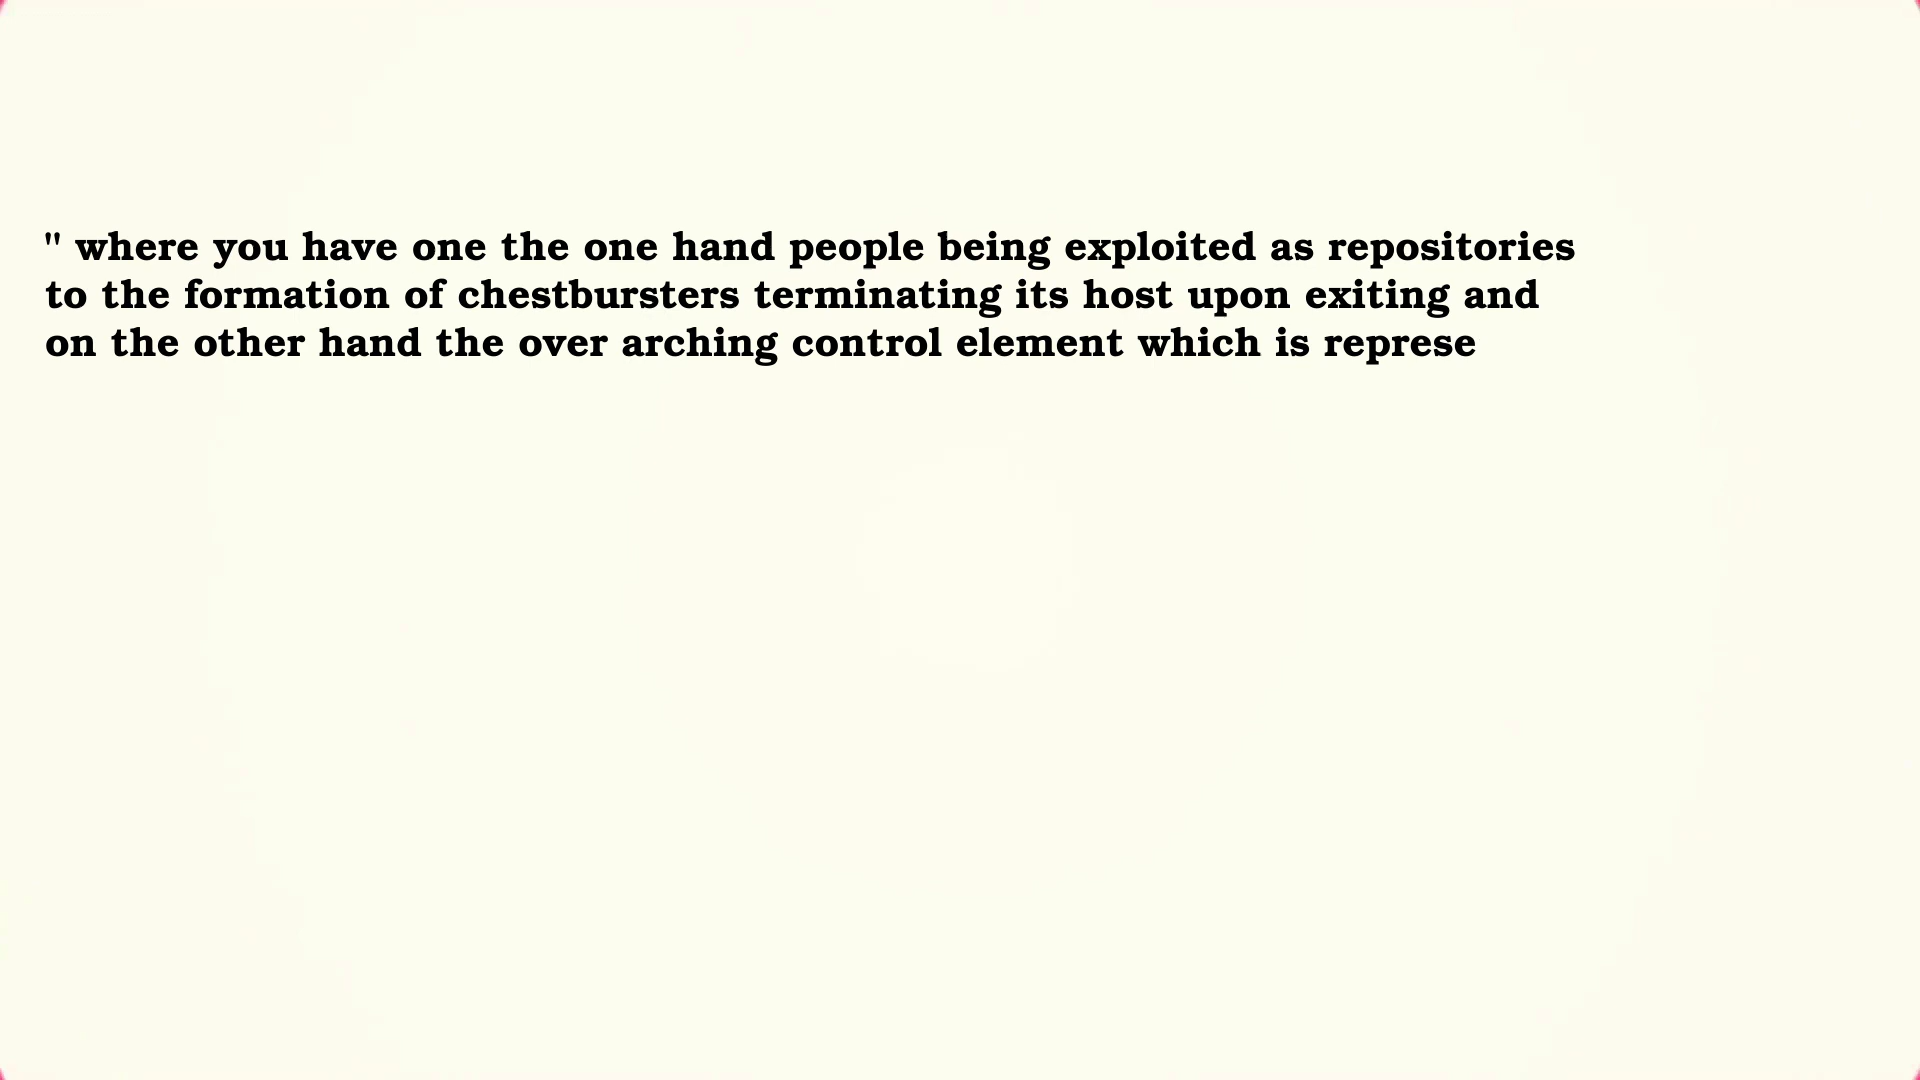 " where you have one the one hand people being exploited as repositories
to the formation of chestbursters terminating its host upon exiting and
on the other hand the over arching control element which is represe